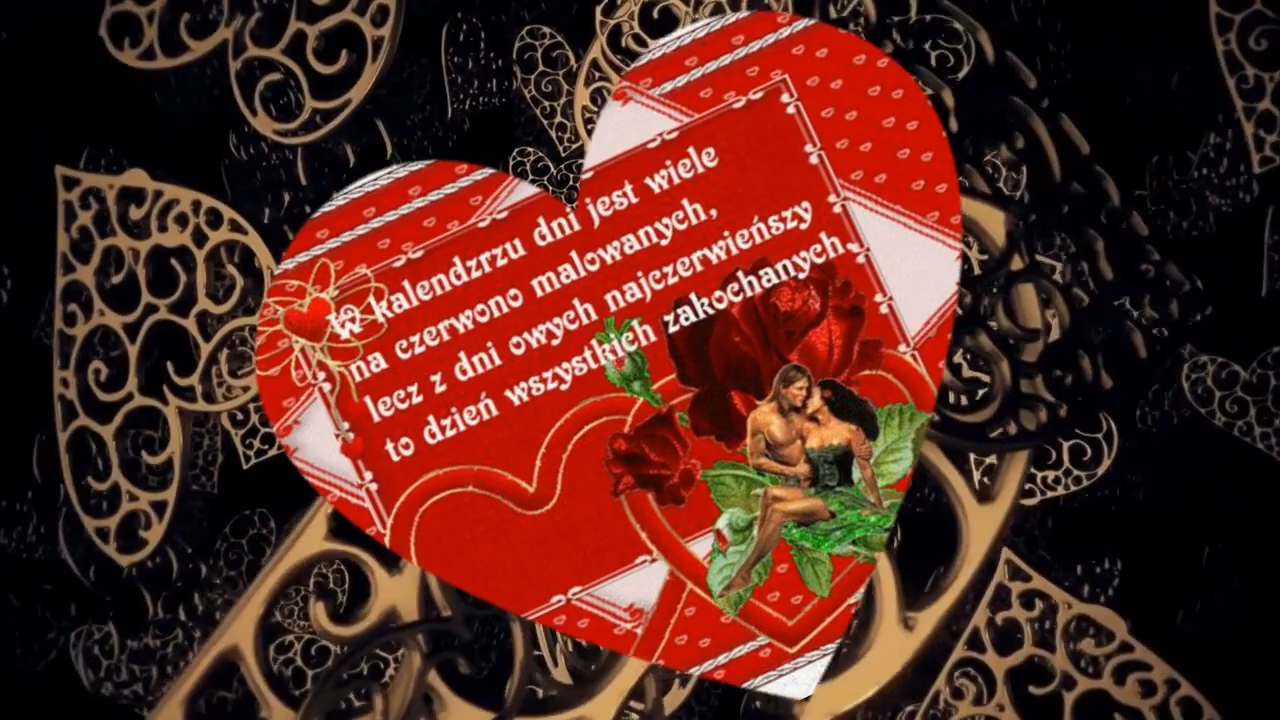 W kalendzrzu dni jest wiele
na czerwono malowanych,
lecz z dni owych najczerwieńszy
to dzień wszystkich zakochanych.